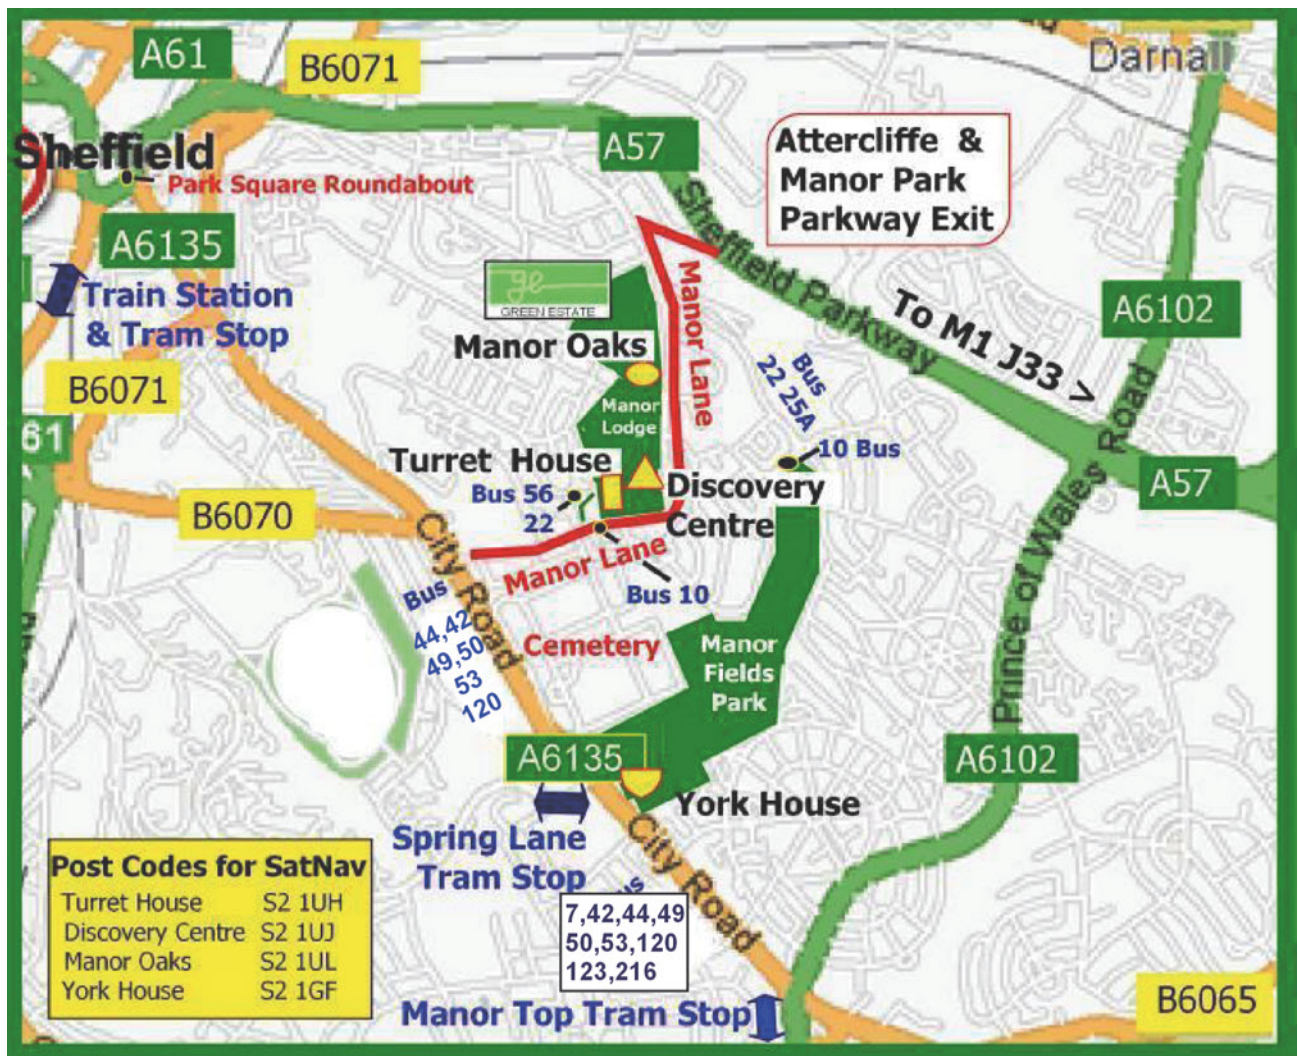 A61
B6071
Darnall
Sheffield
Park Square Roundabout
A57
Attercliffe &
Manor Park
Parkway Exit
A6135
Train Station
& Tram Stop
Sheffield Parkway
To M1 J33 >
A6102
ge
GREEN ESTATE
Manor Oaks
Manor Lane
Bus
22 25A
10 Bus
B6071
61
Manor
Lodge
Turret House
Bus 56
22
Discovery
Centre
A57
B6070
City Road
Manor Lane
Bus 10
Prince of Wales Road
Bus
44,42
49,50
53
120
Cemetery
Manor
Fields
Park
A6135
A6102
York House
Spring Lane
Tram Stop
City Road
7,42,44,49
50,53,120
123,216
Manor Top Tram Stop
B6065
Post Codes for SatNav
Turret House S2 1UH
Discovery Centre S2 1UJ
Manor Oaks S2 1UL
York House S2 1GF